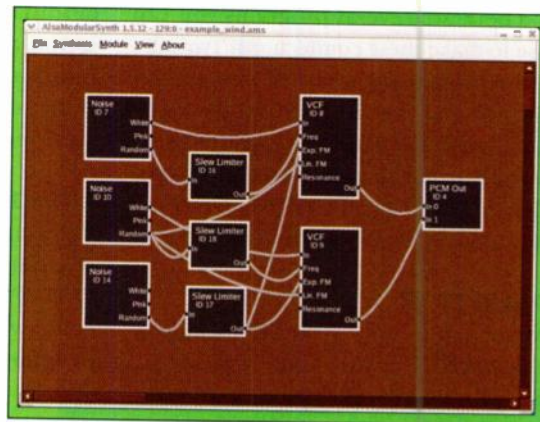 AlsaModularSynth 1.5.12 - 129:0 - example_wind.ams
File Synthesis Module View About
Noise
ID 7
White
Pink
Random
Slew Limiter
ID 16
In
Out
VCF
ID 8
In
Freq
Exp. FM
Lin. FM
Resonance
Out
Noise
ID 10
White
Pink
Random
Slew Limiter
ID 18
In
Out
PCM Out
ID 4
In 0
In 1
VCF
ID 9
In
Freq
Exp. FM
Lin. FM
Resonance
Out
Noise
ID 14
White
Pink
Random
Slew Limiter
ID 17
In
Out